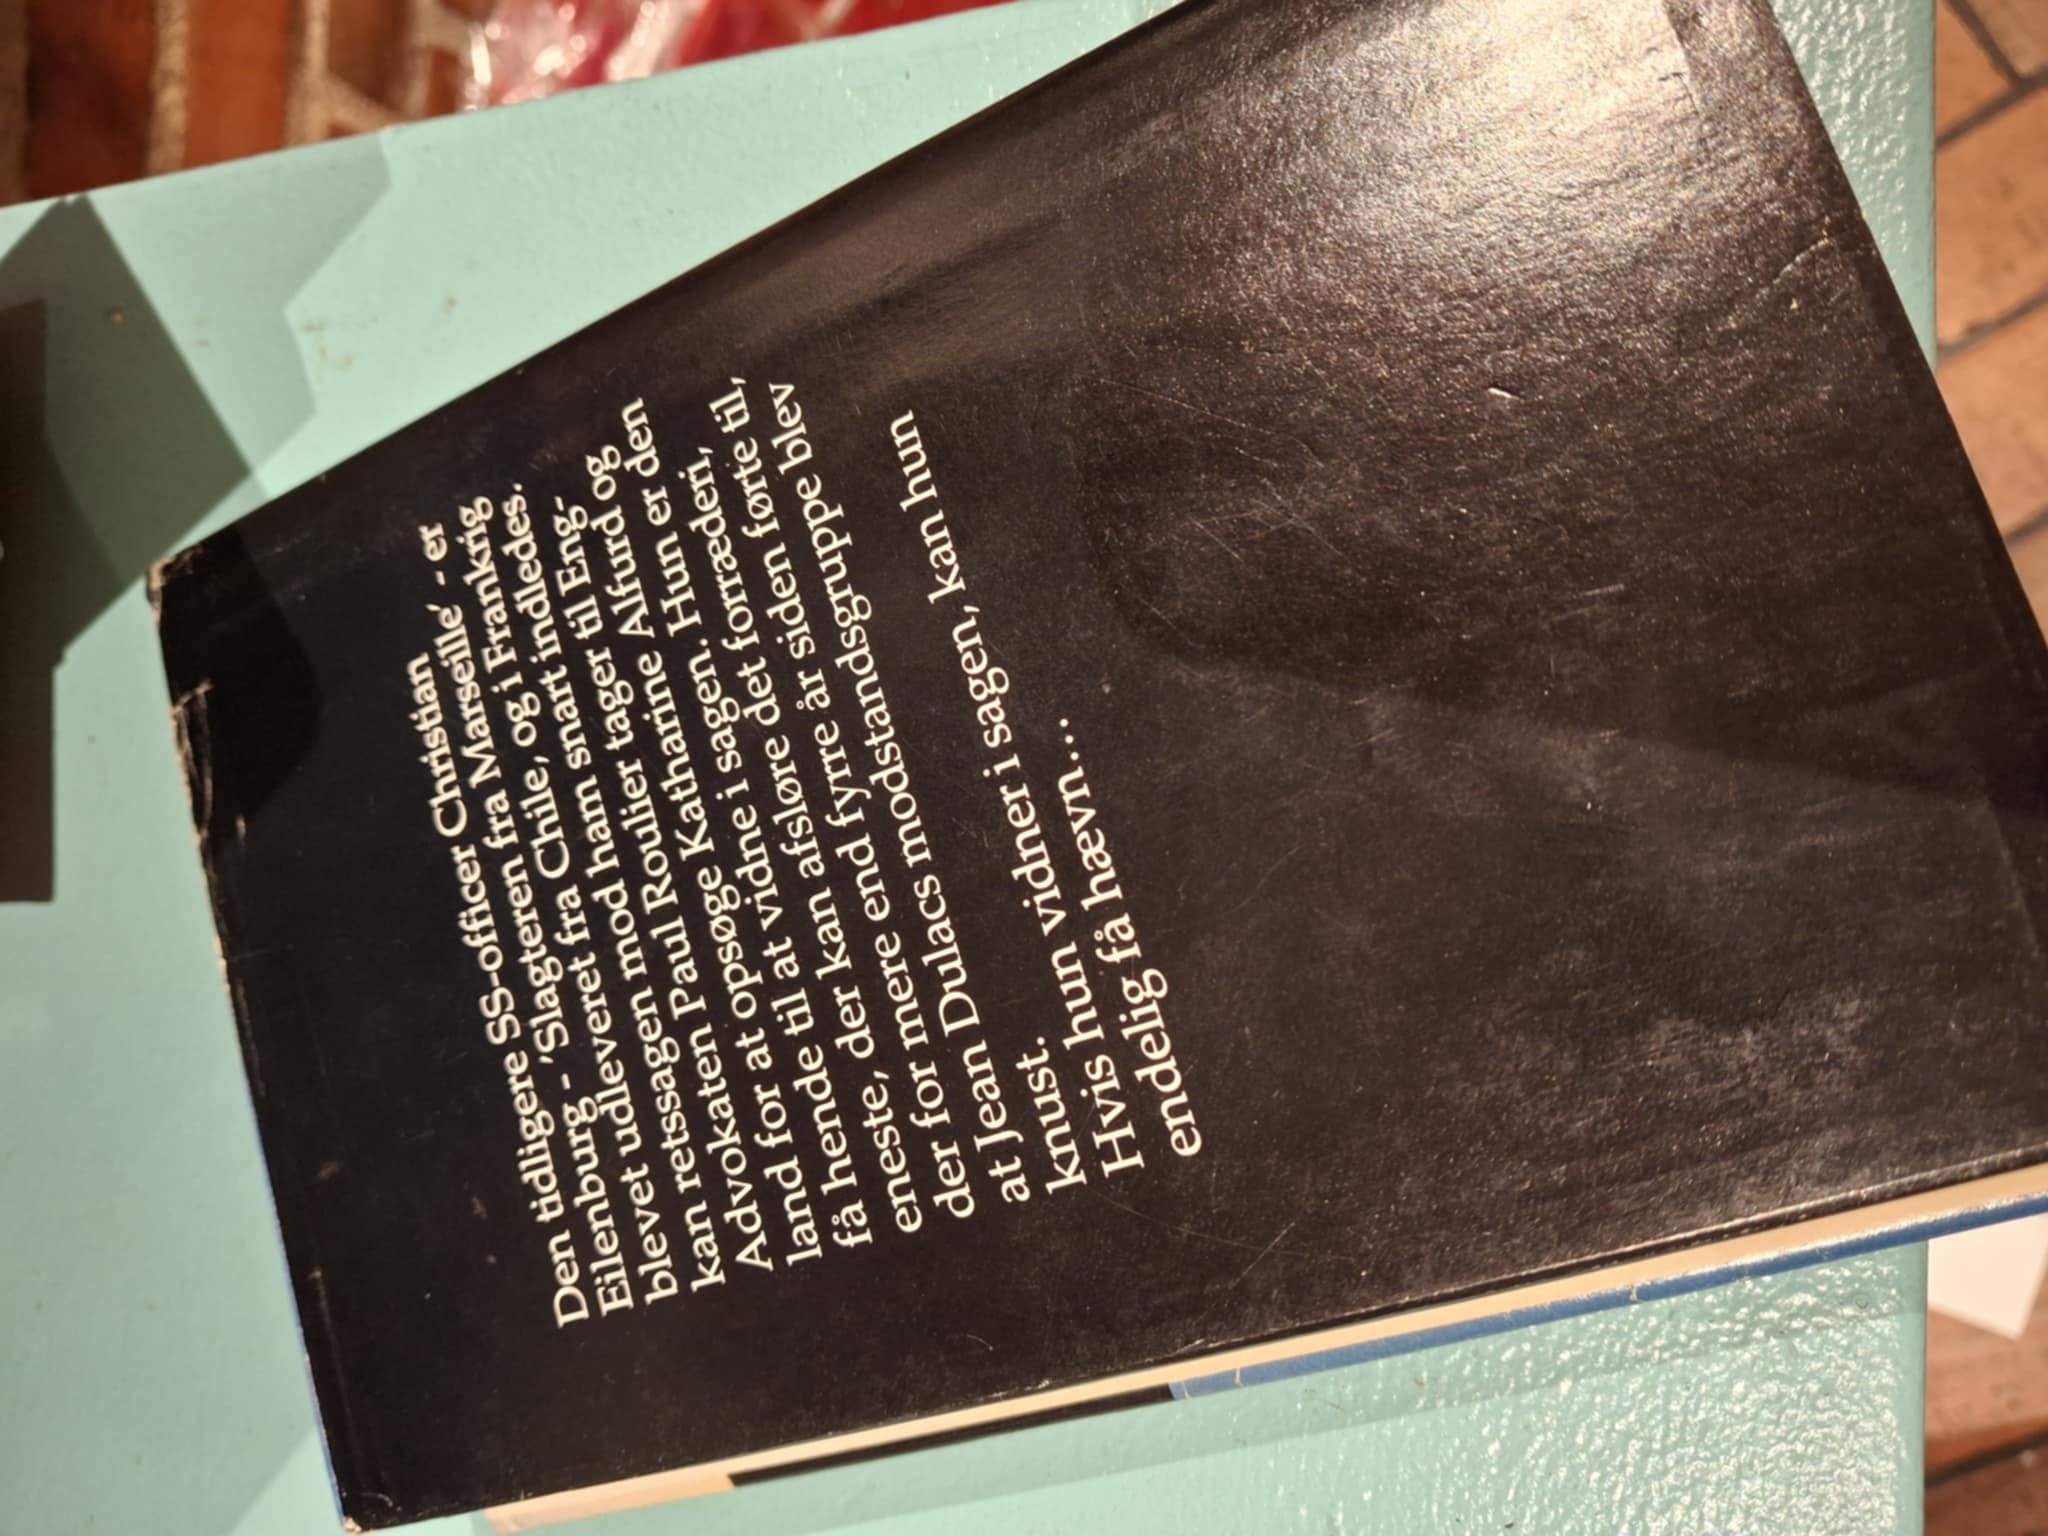 Den tidligere SS-officer Christian
Eilenburg - 'Slagteren fra Marseille' - er
blevet udleveret fra Chile, og i Frankrig
kan retssagen mod ham snart indledes.
Advokaten Paul Roulier tager til Eng-
land for at opsøge Katharine Alfurd og
få hende til at vidne i sagen. Hun er den
eneste, der kan afsløre det forræderi,
der for mere end fyrre år siden førte til,
at Jean Dulacs modstandsgruppe blev
knust.
Hvis hun vidner i sagen, kan hun
endelig få hævn....